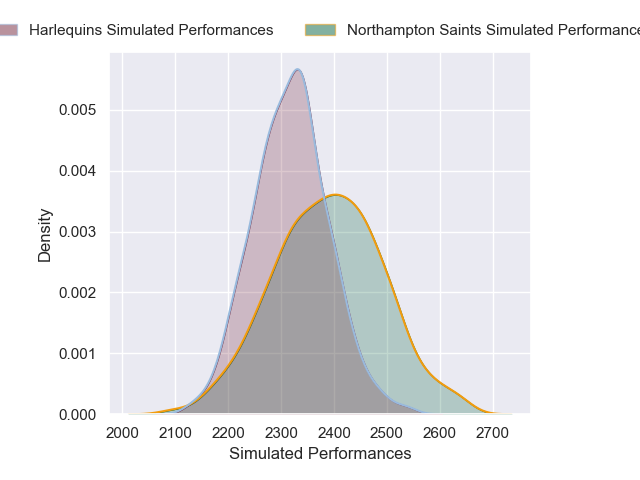 Harlequins Simulated Performances
Northampton Saints Simulated Performance
0.005
0.004
0.003
0.002
0.001
0.000
Density
2000 2100 2200 2300 2400 2500 2600 2700
Simulated Performances